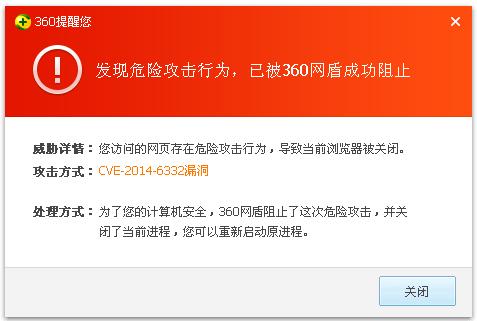 360提醒您
发现危险攻击行为，已被360网盾成功阻止
威胁详情：您访问的网页存在危险攻击行为，导致当前浏览器被关闭。
攻击方式：CVE-2014-6332漏洞
处理方式：为了您的计算机安全，360网盾阻止了这次危险攻击，并关
闭了当前进程，您可以重新启动原进程。
关闭